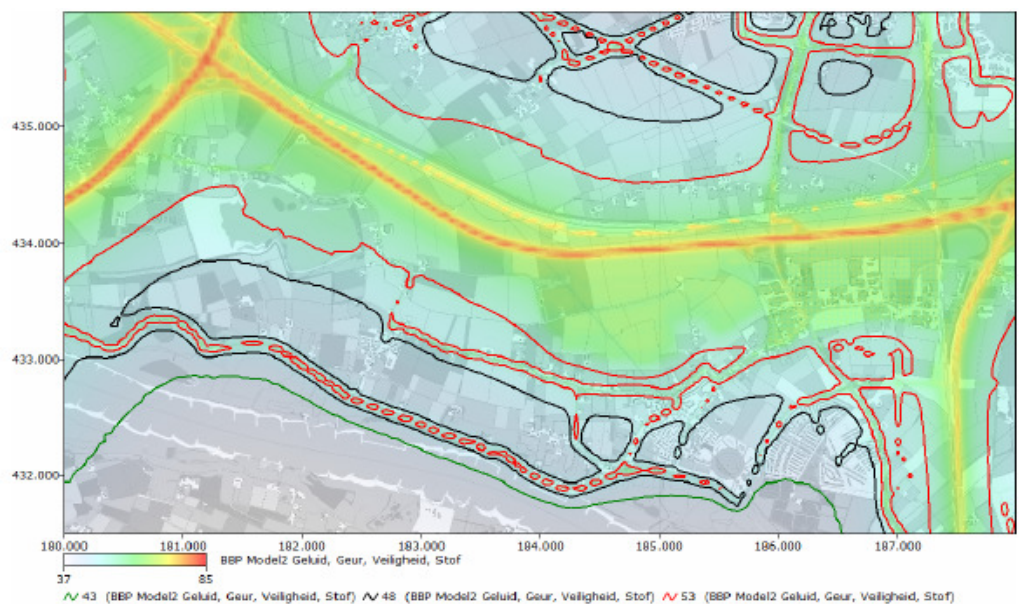 435.000
434.000
433.000
432.000
180.000 181.000 182.000 183.000 184.000 185.000 186.000 187.000
BBP Model2 Geluid, Geur, Veiligheid, Stof
37 85
43 (BBP Model2 Geluid, Geur, Veiligheid, Stof) 48 (BBP Model2 Geluid, Geur, Veiligheid, Stof) 53 (BBP Model2 Geluid, Geur, Veiligheid, Stof)